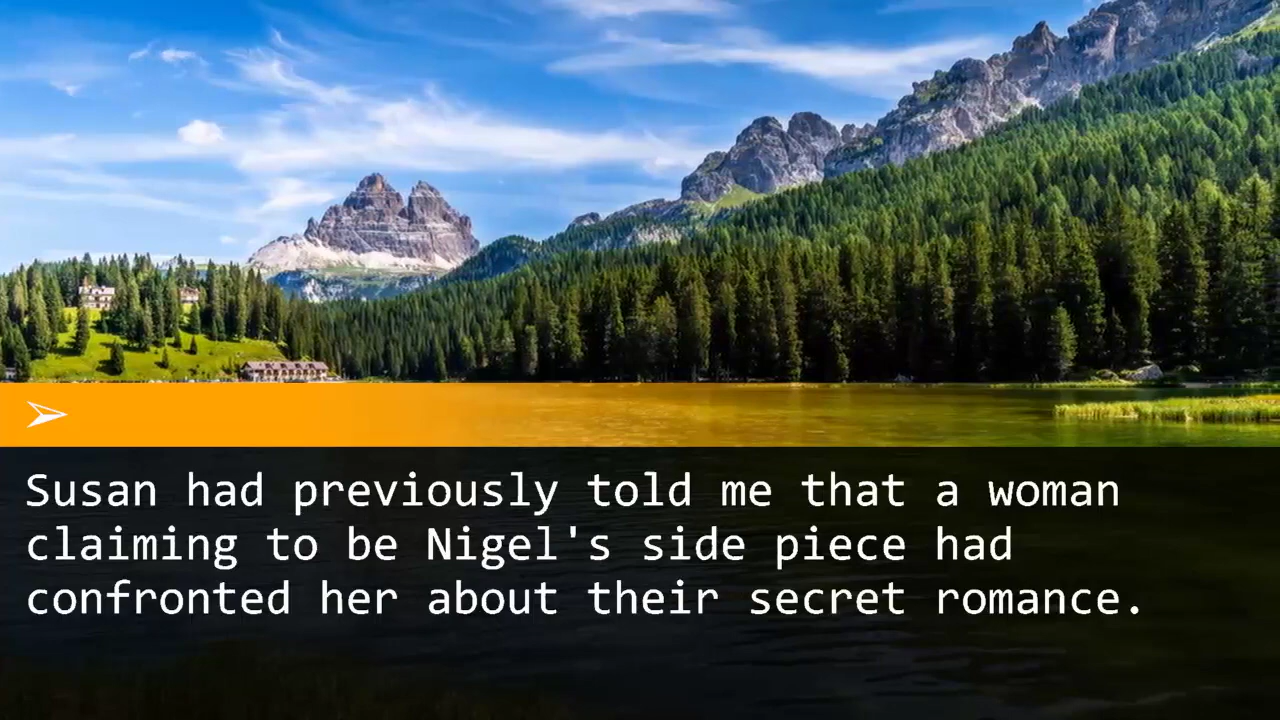 Susan had previously told me that a woman
claiming to be Nigel's side piece had
confronted her about their secret romance.